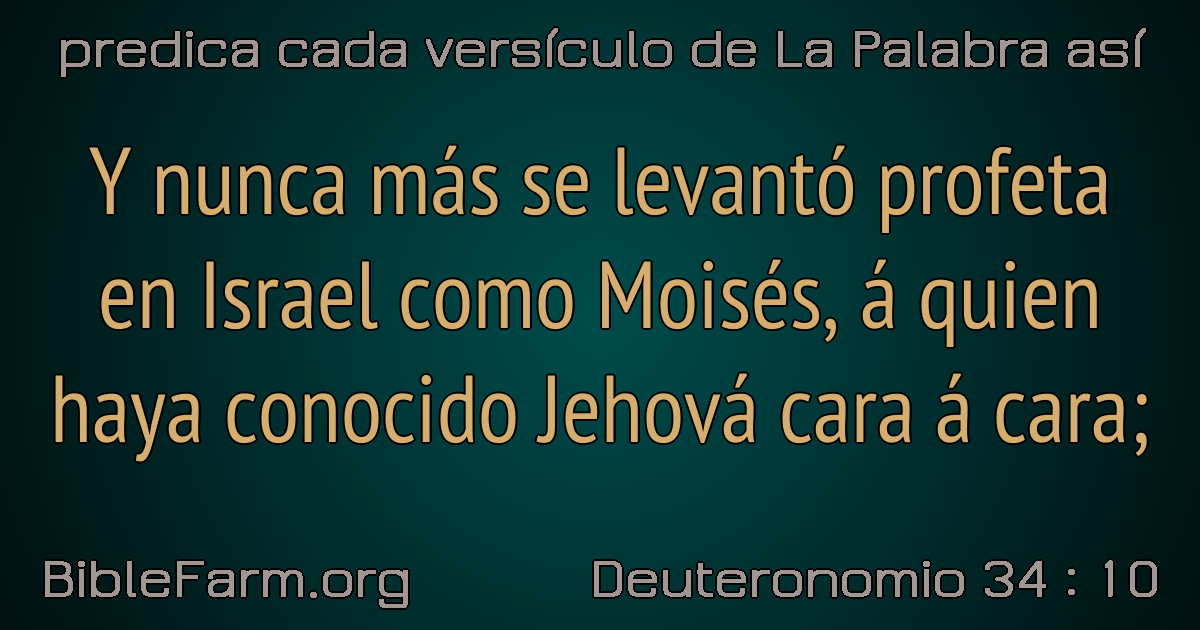 predica cada versículo de La Palabra así
Y nunca más se levantó profeta
en Israel como Moisés, á quien
haya conocido Jehová cara á cara;
BibleFarm.org
Deuteronomio 34 : 10